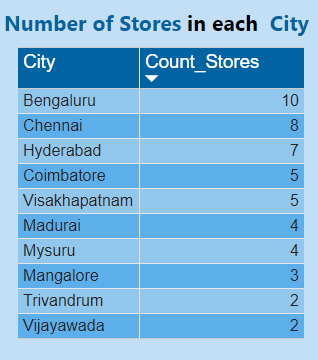 Number of Stores in each City
City Count_Stores
Bengaluru 10
Chennai 8
Hyderabad 7
Coimbatore 5
Visakhapatnam 5
Madurai 4
Mysuru 4
Mangalore 3
Trivandrum 2
Vijayawada 2